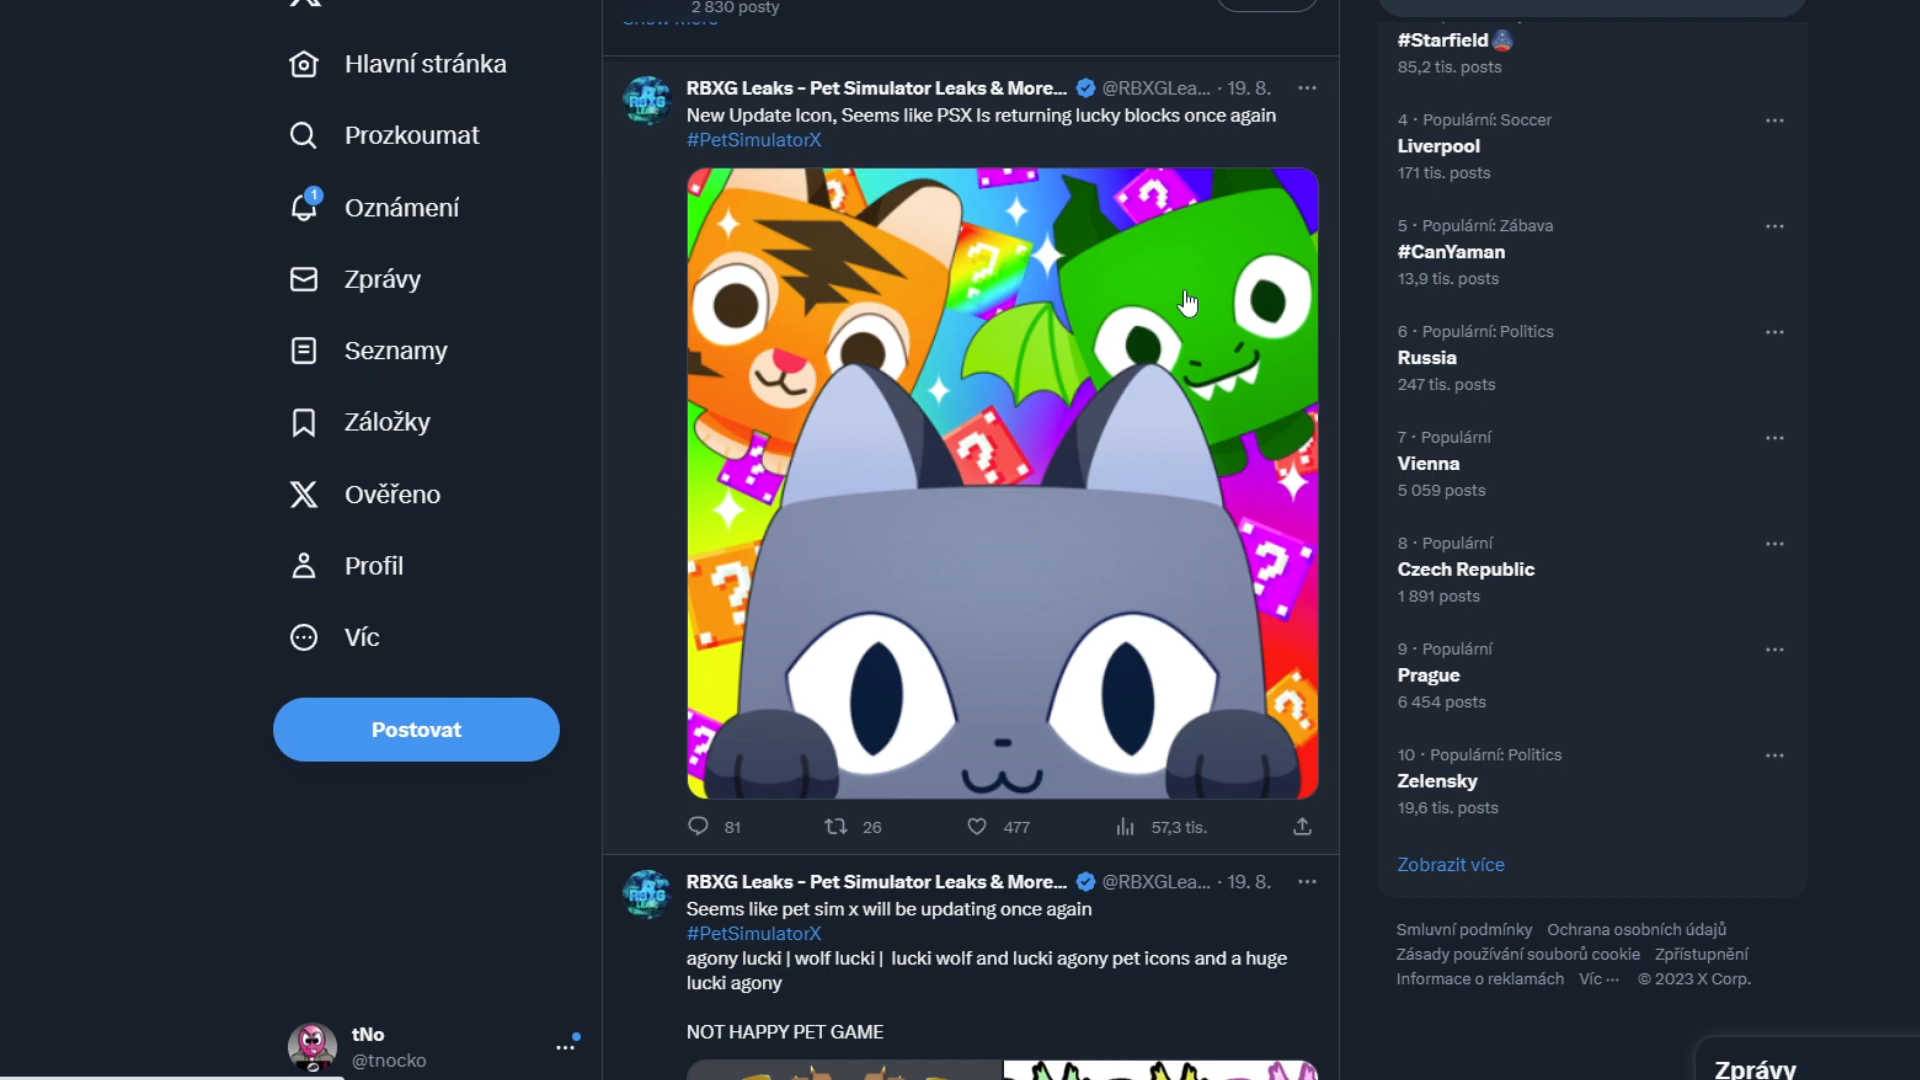 2 830 posty
Show more
Hlavní stránka
Prozkoumat
1
Oznámení
Zprávy
Seznamy
Záložky
Ověřeno
Profil
Víc
Postovat
tNo
@tnocko
RBXG Leaks - Pet Simulator Leaks & More... @RBXGLea... · 19. 8.
New Update Icon, Seems like PSX Is returning lucky blocks once again
#PetSimulatorX
81 26 477 57,3 tis.
RBXG Leaks - Pet Simulator Leaks & More... @RBXGLea... · 19. 8.
Seems like pet sim x will be updating once again
#PetSimulatorX
agony lucki | wolf lucki | lucki wolf and lucki agony pet icons and a huge
lucki agony
NOT HAPPY PET GAME
#Starfield
85,2 tis. posts
4 · Populární: Soccer
Liverpool
171 tis. posts
5 · Populární: Zábava
#CanYaman
13,9 tis. posts
6 · Populární: Politics
Russia
247 tis. posts
7 · Populární
Vienna
5 059 posts
8 · Populární
Czech Republic
1 891 posts
9 · Populární
Prague
6 454 posts
10 · Populární: Politics
Zelensky
19,6 tis. posts
Zobrazit více
Smluvní podmínky Ochrana osobních údajů
Zásady používání souborů cookie Zpřístupnění
Informace o reklamách Víc ··· © 2023 X Corp.
Zprávy